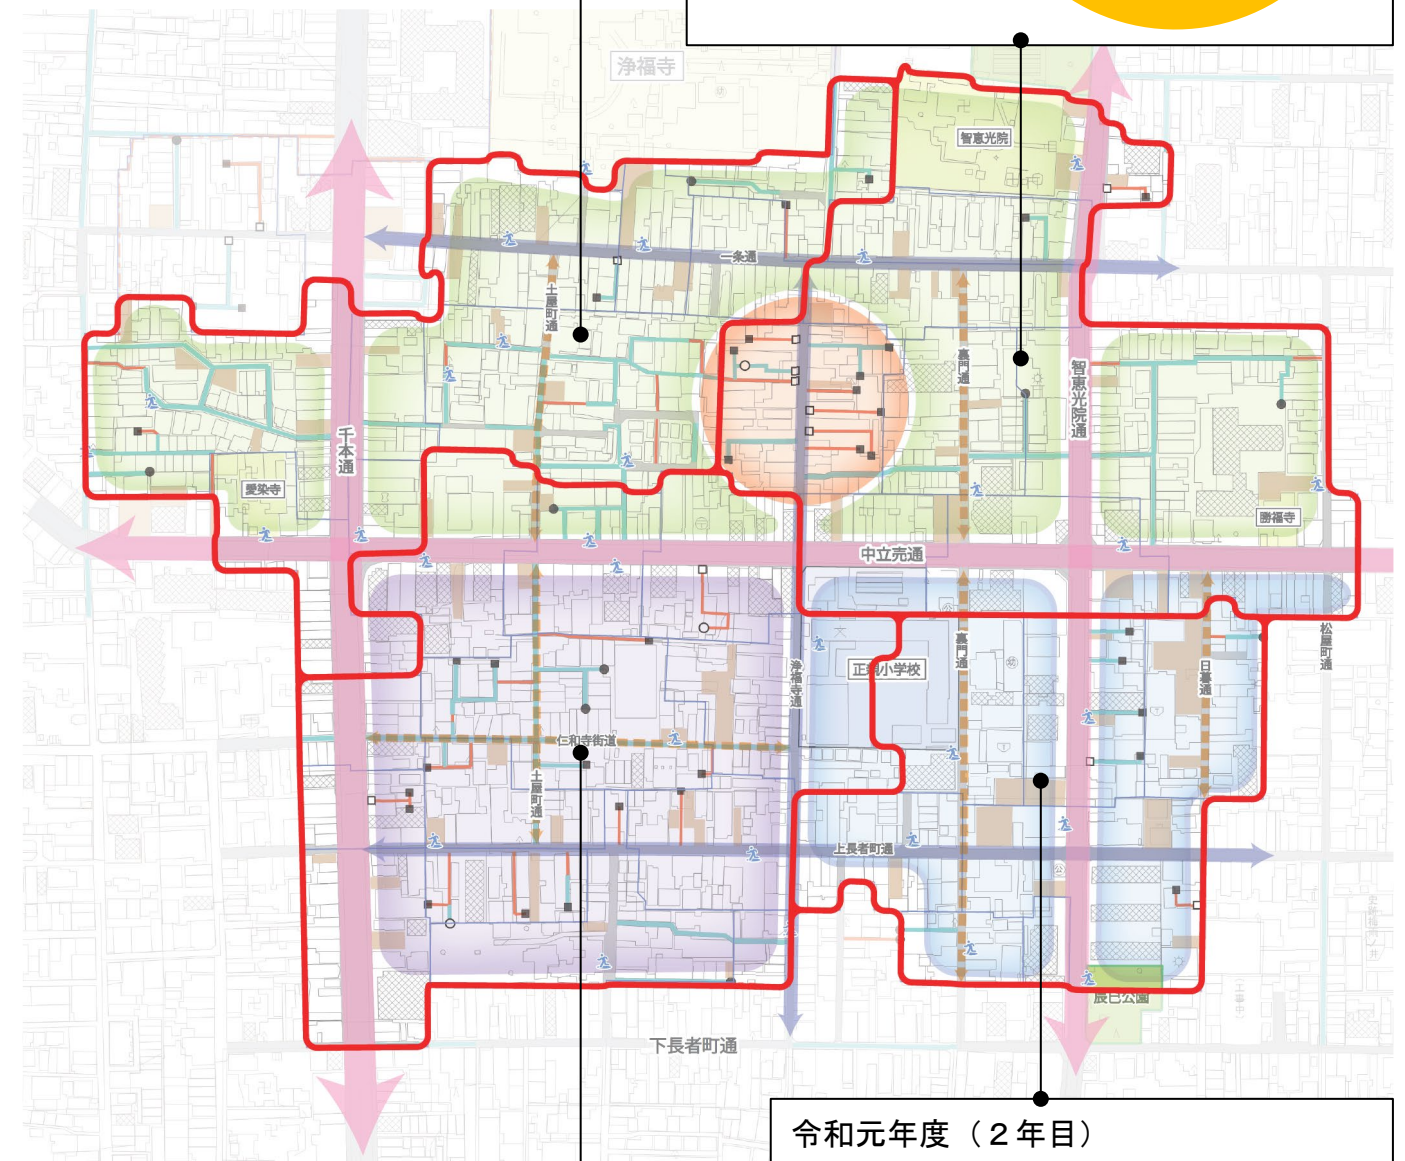 浄福寺
智恵光院
一条通
土屋町通
裏門通
智恵光院通
千本通
愛染寺
勝福寺
中立売通
松屋町通
浄福寺通
正親小学校
裏門通
日暮通
仁和寺街道
土屋町通
上長者町通
辰巳公園
下長者町通
令和元年度（２年目）